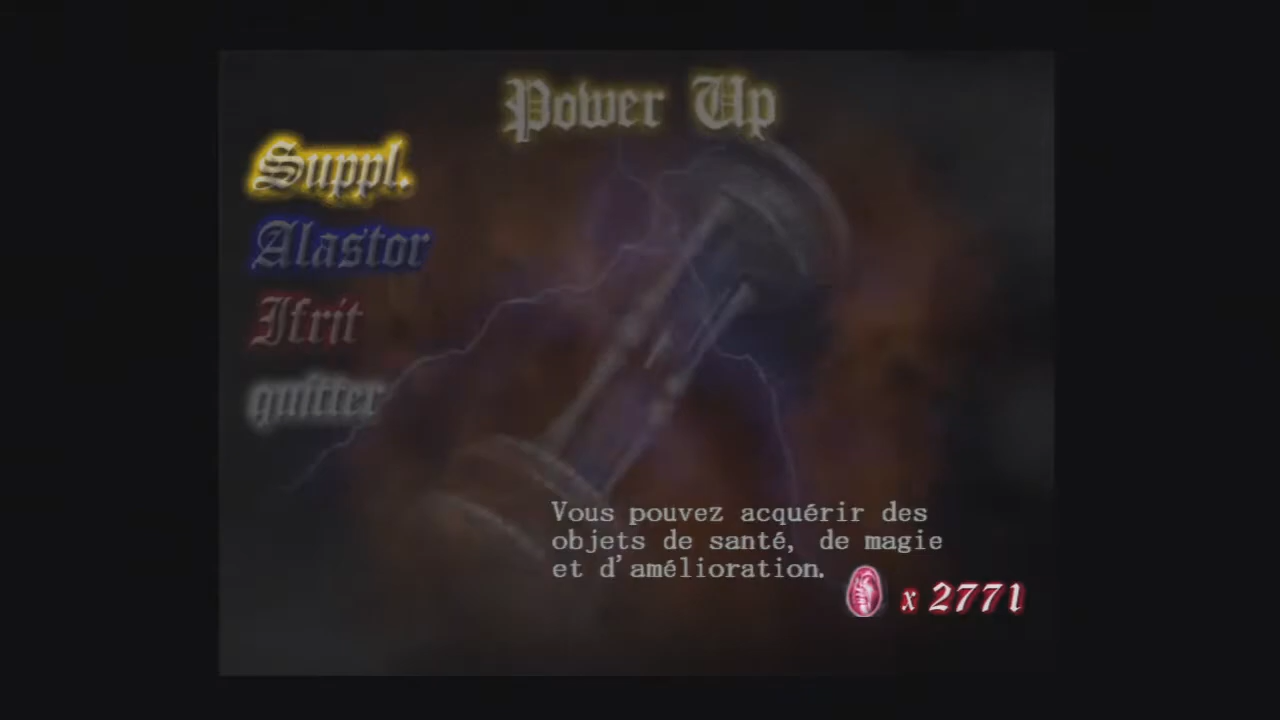 Power Up
Suppl.
Alastor
Ifrit
quitter
Vous pouvez acquérir des
objets de santé, de magie
et d'amélioration.
x 2771